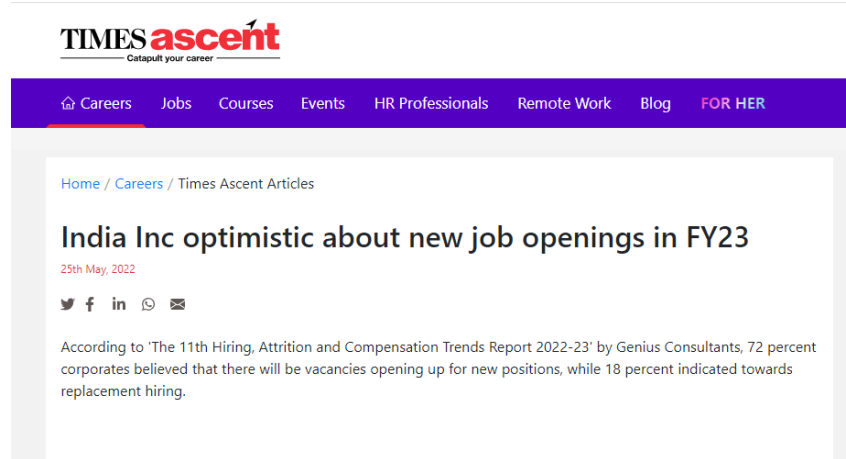 TIMES ascent
Catapult your career
Careers Jobs Courses Events HR Professionals Remote Work Blog FOR HER
Home / Careers / Times Ascent Articles
India Inc optimistic about new job openings in FY23
25th May, 2022
According to 'The 11th Hiring, Attrition and Compensation Trends Report 2022-23' by Genius Consultants, 72 percent
corporates believed that there will be vacancies opening up for new positions, while 18 percent indicated towards
replacement hiring.